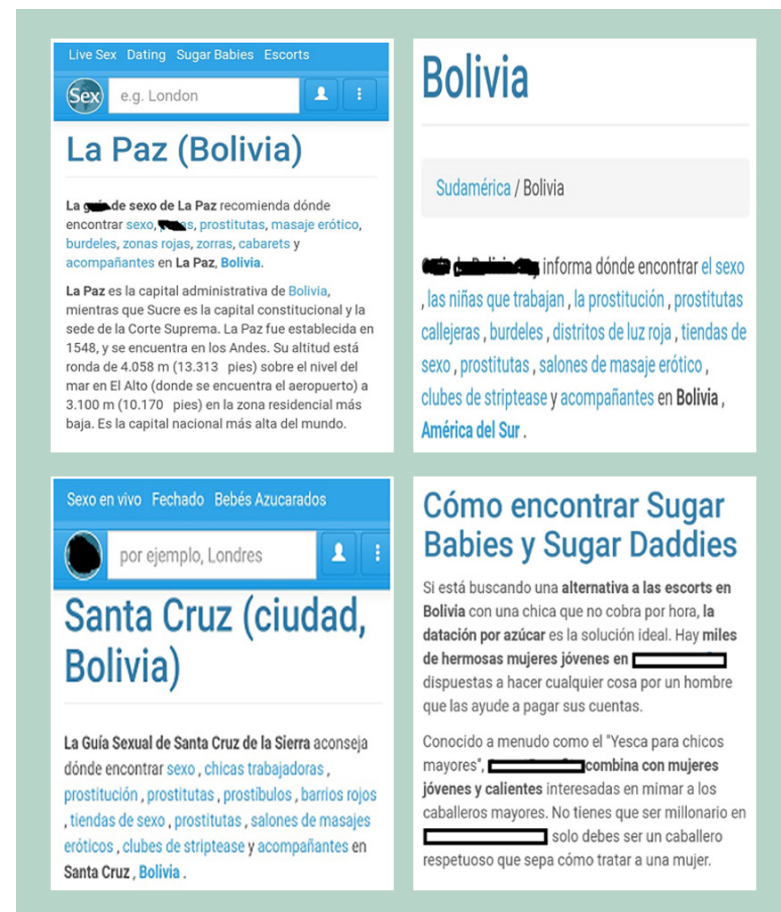 Live Sex Dating Sugar Babies Escorts
Sex e.g. London
La Paz (Bolivia)
La de sexo de La Paz recomienda dónde
encontrar sexo, prostitutas, masaje erótico,
burdeles, zonas rojas, zorras, cabarets y
acompañantes en La Paz, Bolivia.
La Paz es la capital administrativa de Bolivia,
mientras que Sucre es la capital constitucional y la
sede de la Corte Suprema. La Paz fue establecida en
1548, y se encuentra en los Andes. Su altitud está
ronda de 4.058 m (13.313 pies) sobre el nivel del
mar en El Alto (donde se encuentra el aeropuerto) a
3.100 m (10.170 pies) en la zona residencial más
baja. Es la capital nacional más alta del mundo.
Bolivia
Sudamérica / Bolivia
informa dónde encontrar el sexo
, las niñas que trabajan , la prostitución , prostitutas
callejeras , burdeles , distritos de luz roja , tiendas de
sexo , prostitutas , salones de masaje erótico ,
clubes de striptease y acompañantes en Bolivia ,
América del Sur .
Sexo en vivo Fechado Bebés Azucarados
por ejemplo, Londres
Santa Cruz (ciudad,
Bolivia)
La Guía Sexual de Santa Cruz de la Sierra aconseja
dónde encontrar sexo , chicas trabajadoras ,
prostitución , prostitutas , prostíbulos , barrios rojos
, tiendas de sexo , prostitutas , salones de masajes
eróticos , clubes de striptease y acompañantes en
Santa Cruz , Bolivia .
Cómo encontrar Sugar
Babies y Sugar Daddies
Si está buscando una alternativa a las escorts en
Bolivia con una chica que no cobra por hora, la
datación por azúcar es la solución ideal. Hay miles
de hermosas mujeres jóvenes en
dispuestas a hacer cualquier cosa por un hombre
que las ayude a pagar sus cuentas.
Conocido a menudo como el "Yesca para chicos
mayores", combina con mujeres
jóvenes y calientes interesadas en mimar a los
caballeros mayores. No tienes que ser millonario en
solo debes ser un caballero
respetuoso que sepa cómo tratar a una mujer.